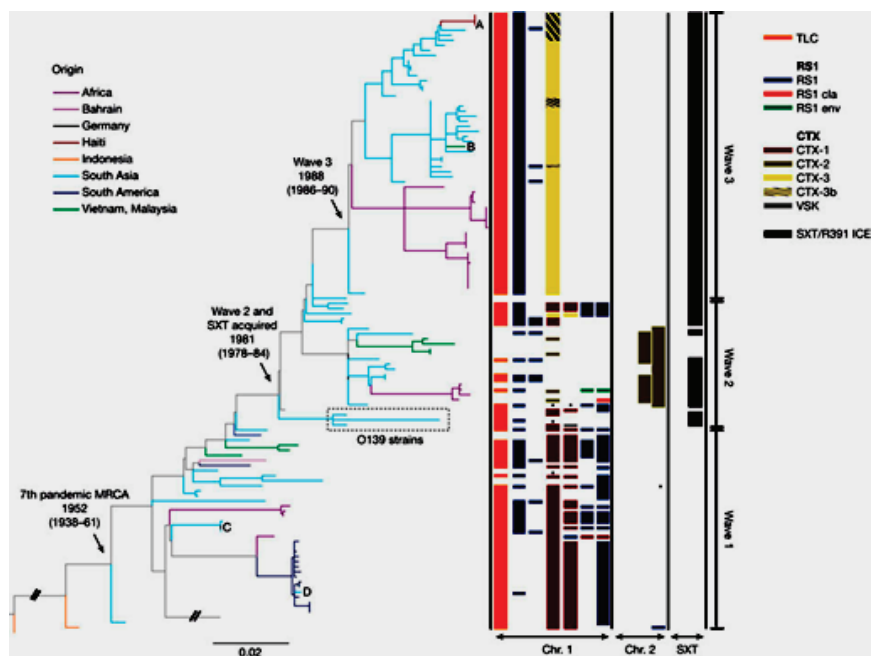 Origin
Africa
Bahrain
Germany
Haiti
Indonesia
South Asia
South America
Vietnam, Malaysia
A
B
Wave 3
1988
(1986–90)
Wave 2 and
SXT acquired
1981
(1978–84)
O139 strains
7th pandemic MRCA
1952
(1938–61)
C
D
0.02
Chr. 1
Chr. 2
SXT
Wave 3
Wave 2
Wave 1
TLC
RS1
RS1
RS1 cla
RS1 env
CTX
CTX-1
CTX-2
CTX-3
CTX-3b
VSK
SXT/R391 ICE